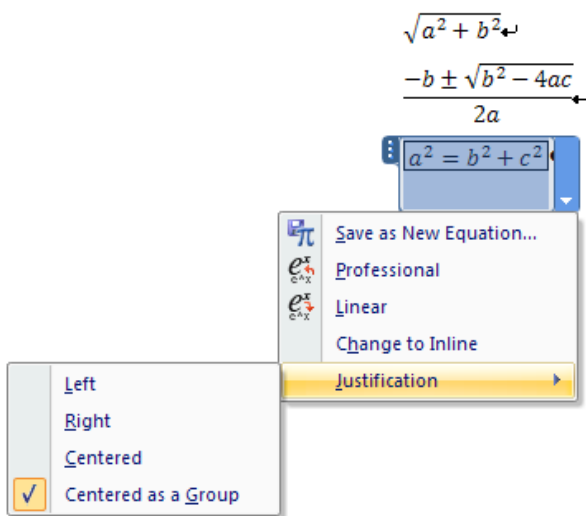 √a² + b²↵
−b ± √b² − 4ac
2a
a² = b² + c²
Save as New Equation...
Professional
Linear
Change to Inline
Justification
Left
Right
Centered
Centered as a Group